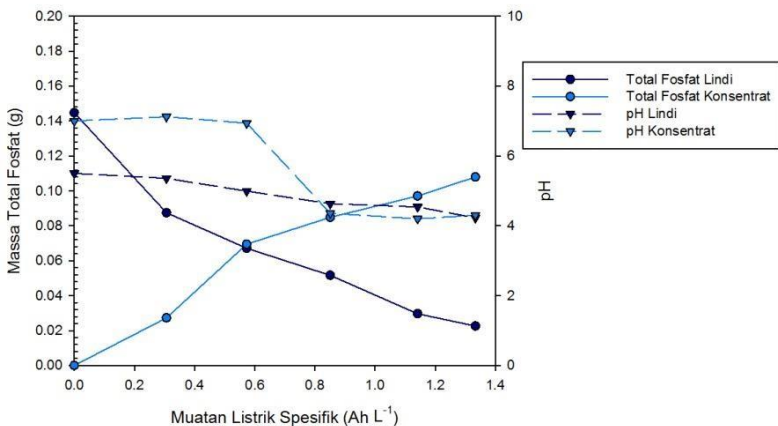 Massa Total Fosfat (g)
0.20
0.18
0.16
0.14
0.12
0.10
0.08
0.06
0.04
0.02
0.00
0.0 0.2 0.4 0.6 0.8 1.0 1.2 1.4
Muatan Listrik Spesifik (Ah L-1)
10
8
6
4
2
0
pH
Total Fosfat Lindi
Total Fosfat Konsentrat
pH Lindi
pH Konsentrat